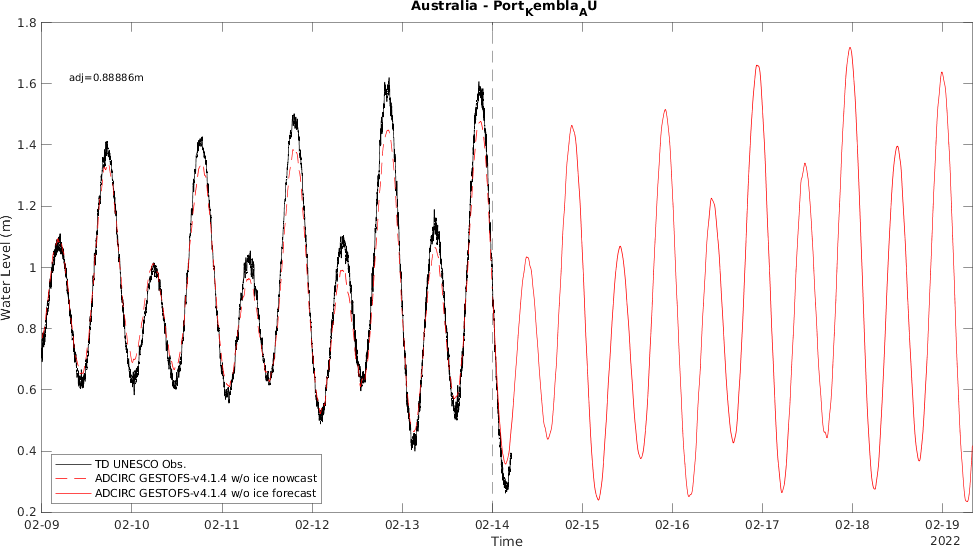 Australia - PortKemblaAU
1.8
1.6
1.4
1.2
1
0.8
0.6
0.4
0.2
Water Level (m)
adj=0.88886m
TD UNESCO Obs.
ADCIRC GESTOFS-v4.1.4 w/o ice nowcast
ADCIRC GESTOFS-v4.1.4 w/o ice forecast
02-09 02-10 02-11 02-12 02-13 02-14 02-15 02-16 02-17 02-18 02-19
Time 2022